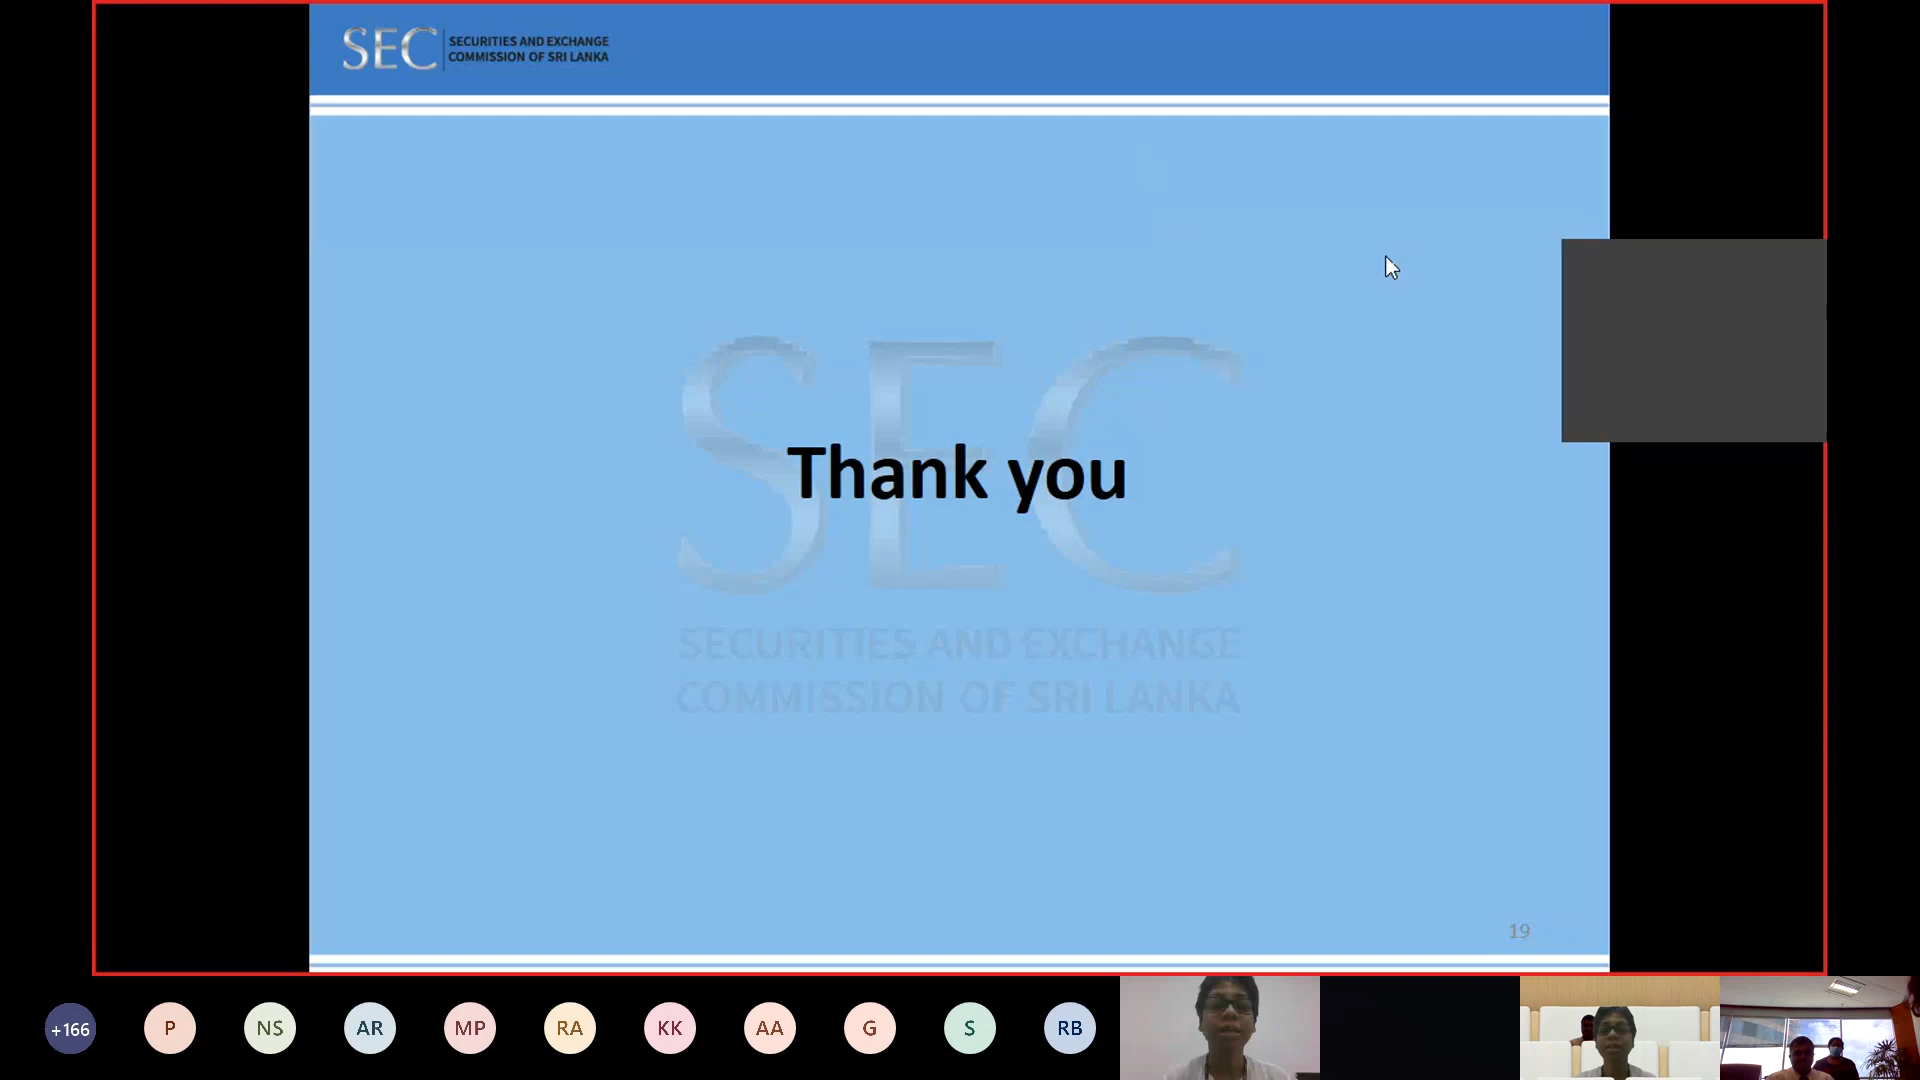 SEC
SECURITIES AND EXCHANGE
COMMISSION OF SRI LANKA
SEC
Thank you
SECURITIES AND EXCHANGE
COMMISSION OF SRI LANKA
19
+166
P
NS
AR
MP
RA
KK
AA
G
S
RB